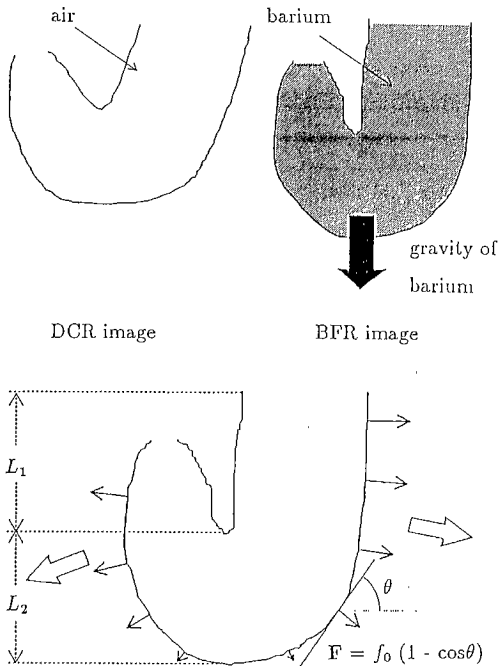 air
barium
gravity of
barium
DCR image
BFR image
L₁
L₂
θ
F = f₀ (1 - cosθ)